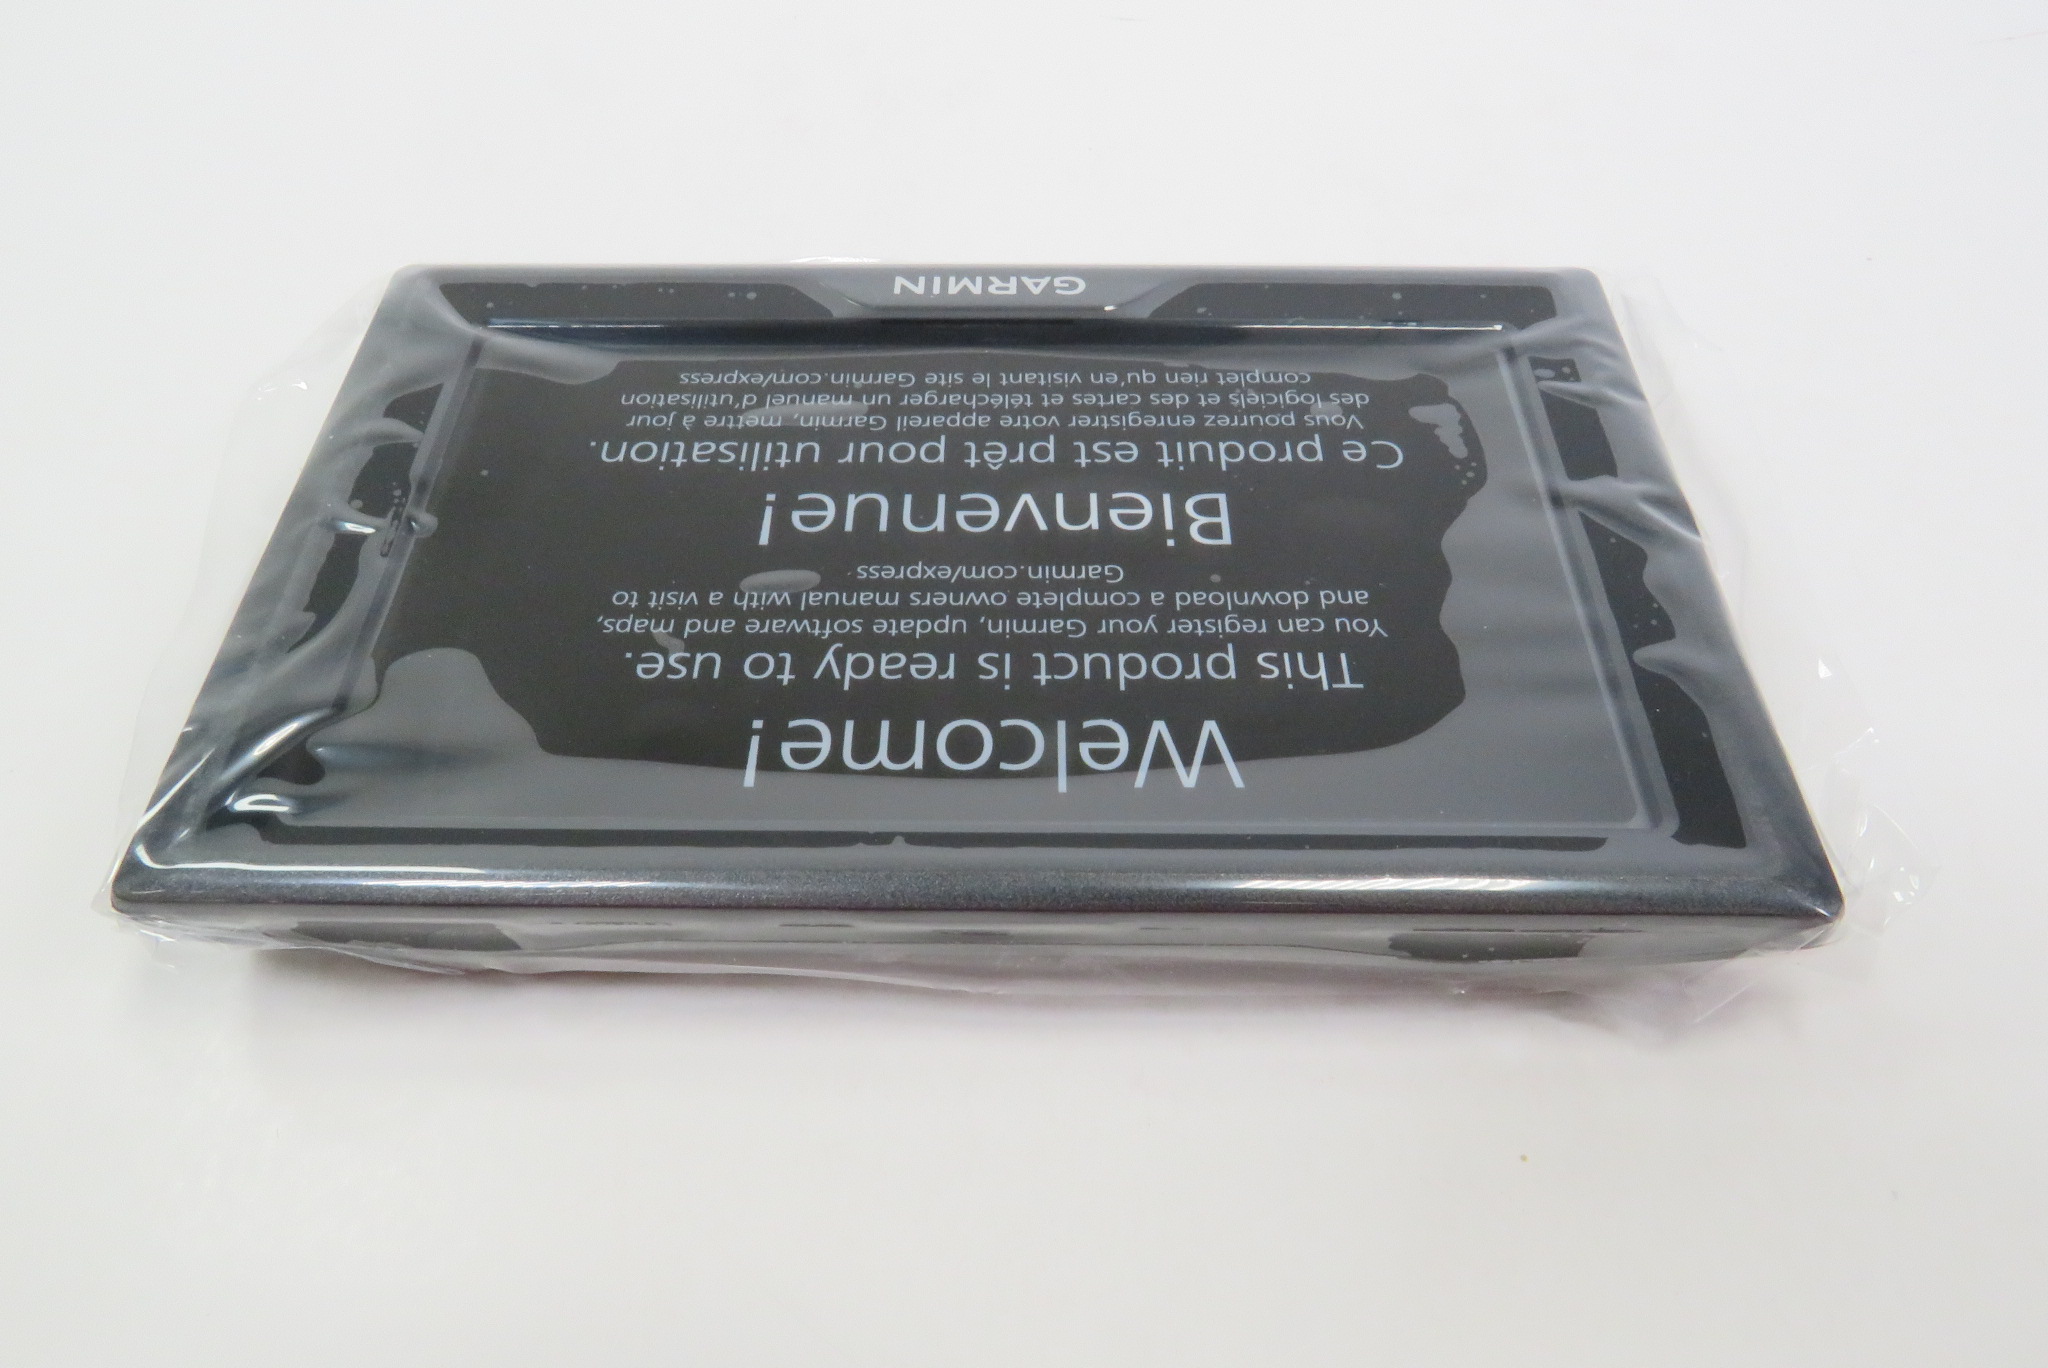 Welcome!
This product is ready to use.
You can register your Garmin, update software and maps,
and download a complete owners manual with a visit to
Garmin.com/express
Bienvenue!
Ce produit est prêt pour utilisation.
Vous pourrez enregistrer votre appareil Garmin, mettre à jour
des logiciels et des cartes et télécharger un manuel d'utilisation
complet rien qu'en visitant le site Garmin.com/express
GARMIN